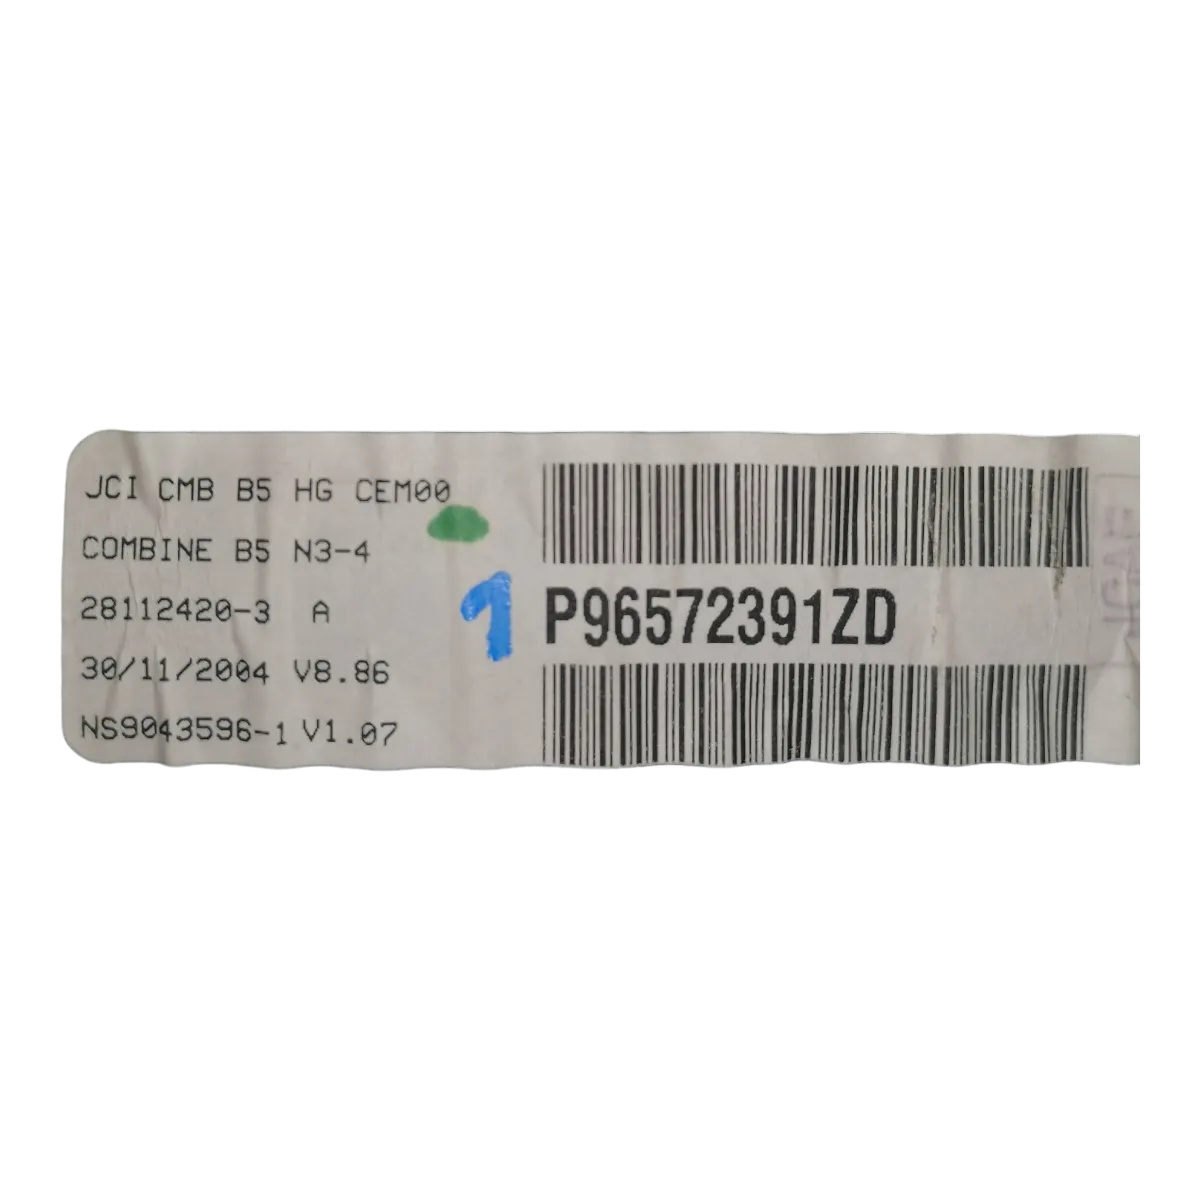 JCI CMB B5 HG CEM00
COMBINE B5 N3-4
28112420-3 A
30/11/2004 V8.86
NS9043596-1 V1.07
1
P96572391ZD